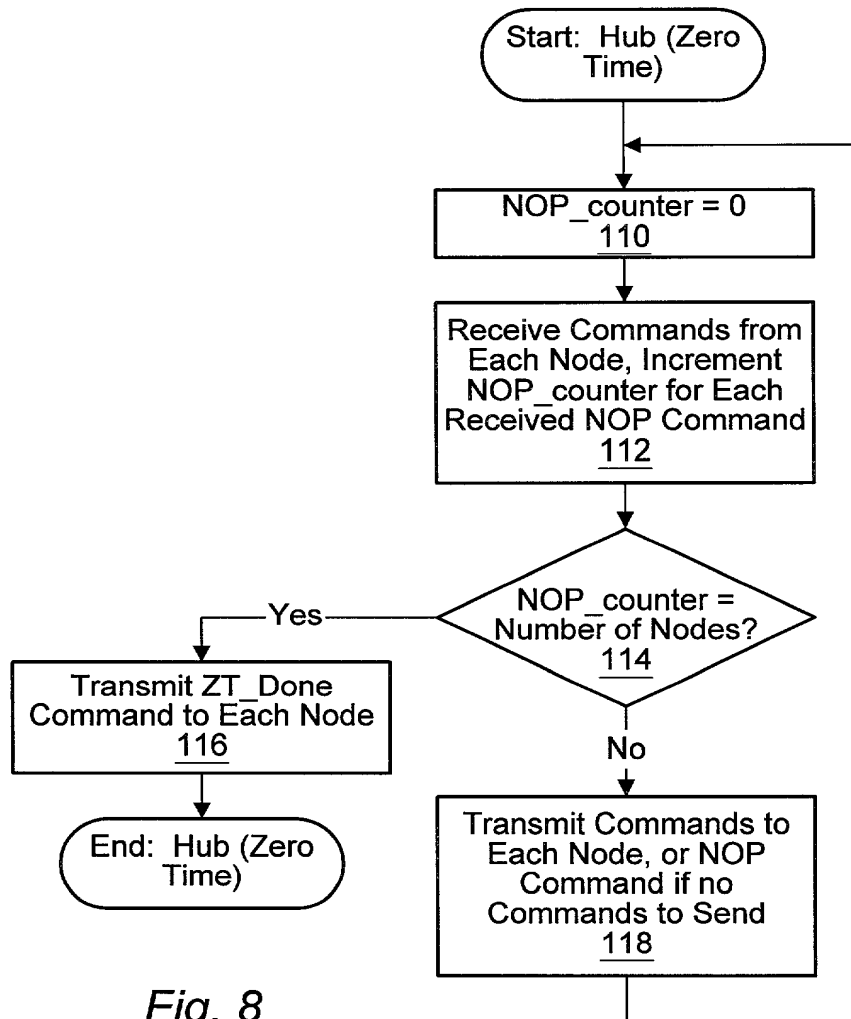 Start: Hub (Zero
Time)
NOP_counter = 0
110
Receive Commands from
Each Node, Increment
NOP_counter for Each
Received NOP Command
112
NOP_counter =
Number of Nodes?
114
Yes
Transmit ZT_Done
Command to Each Node
116
End: Hub (Zero
Time)
No
Transmit Commands to
Each Node, or NOP
Command if no
Commands to Send
118
Fig. 8